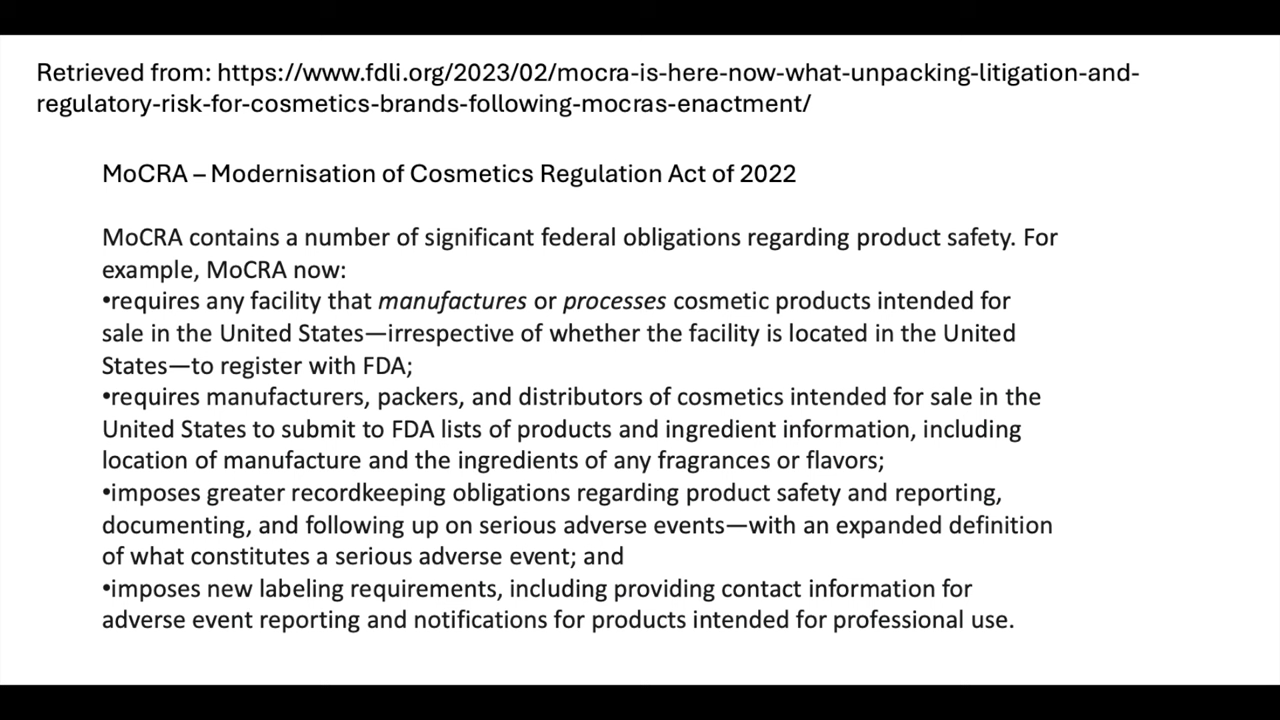 Retrieved from: https://www.fdli.org/2023/02/mocra-is-here-now-what-unpacking-litigation-and-
regulatory-risk-for-cosmetics-brands-following-mocras-enactment/
MoCRA – Modernisation of Cosmetics Regulation Act of 2022
MoCRA contains a number of significant federal obligations regarding product safety. For
example, MoCRA now:
•requires any facility that manufactures or processes cosmetic products intended for
sale in the United States—irrespective of whether the facility is located in the United
States—to register with FDA;
•requires manufacturers, packers, and distributors of cosmetics intended for sale in the
United States to submit to FDA lists of products and ingredient information, including
location of manufacture and the ingredients of any fragrances or flavors;
•imposes greater recordkeeping obligations regarding product safety and reporting,
documenting, and following up on serious adverse events—with an expanded definition
of what constitutes a serious adverse event; and
•imposes new labeling requirements, including providing contact information for
adverse event reporting and notifications for products intended for professional use.